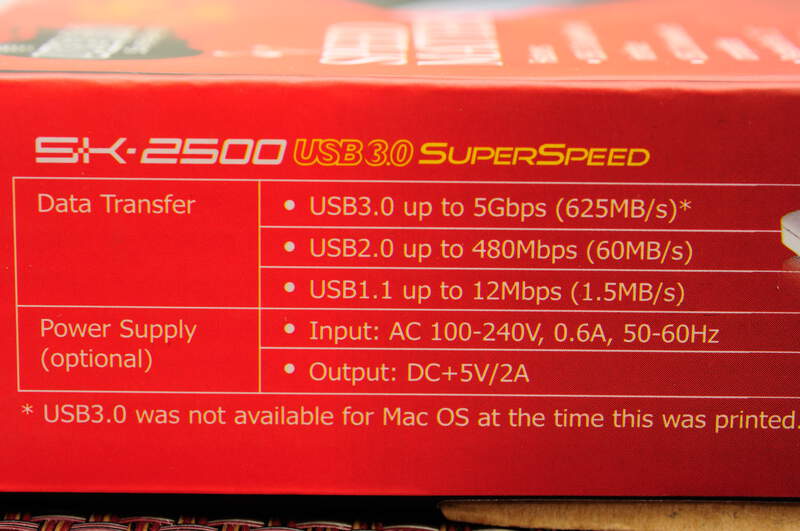 SK-2500 USB3.0 SUPERSPEED
Data Transfer
• USB3.0 up to 5Gbps (625MB/s)*
• USB2.0 up to 480Mbps (60MB/s)
• USB1.1 up to 12Mbps (1.5MB/s)
Power Supply
(optional)
• Input: AC 100-240V, 0.6A, 50-60Hz
• Output: DC+5V/2A
* USB3.0 was not available for Mac OS at the time this was printed.